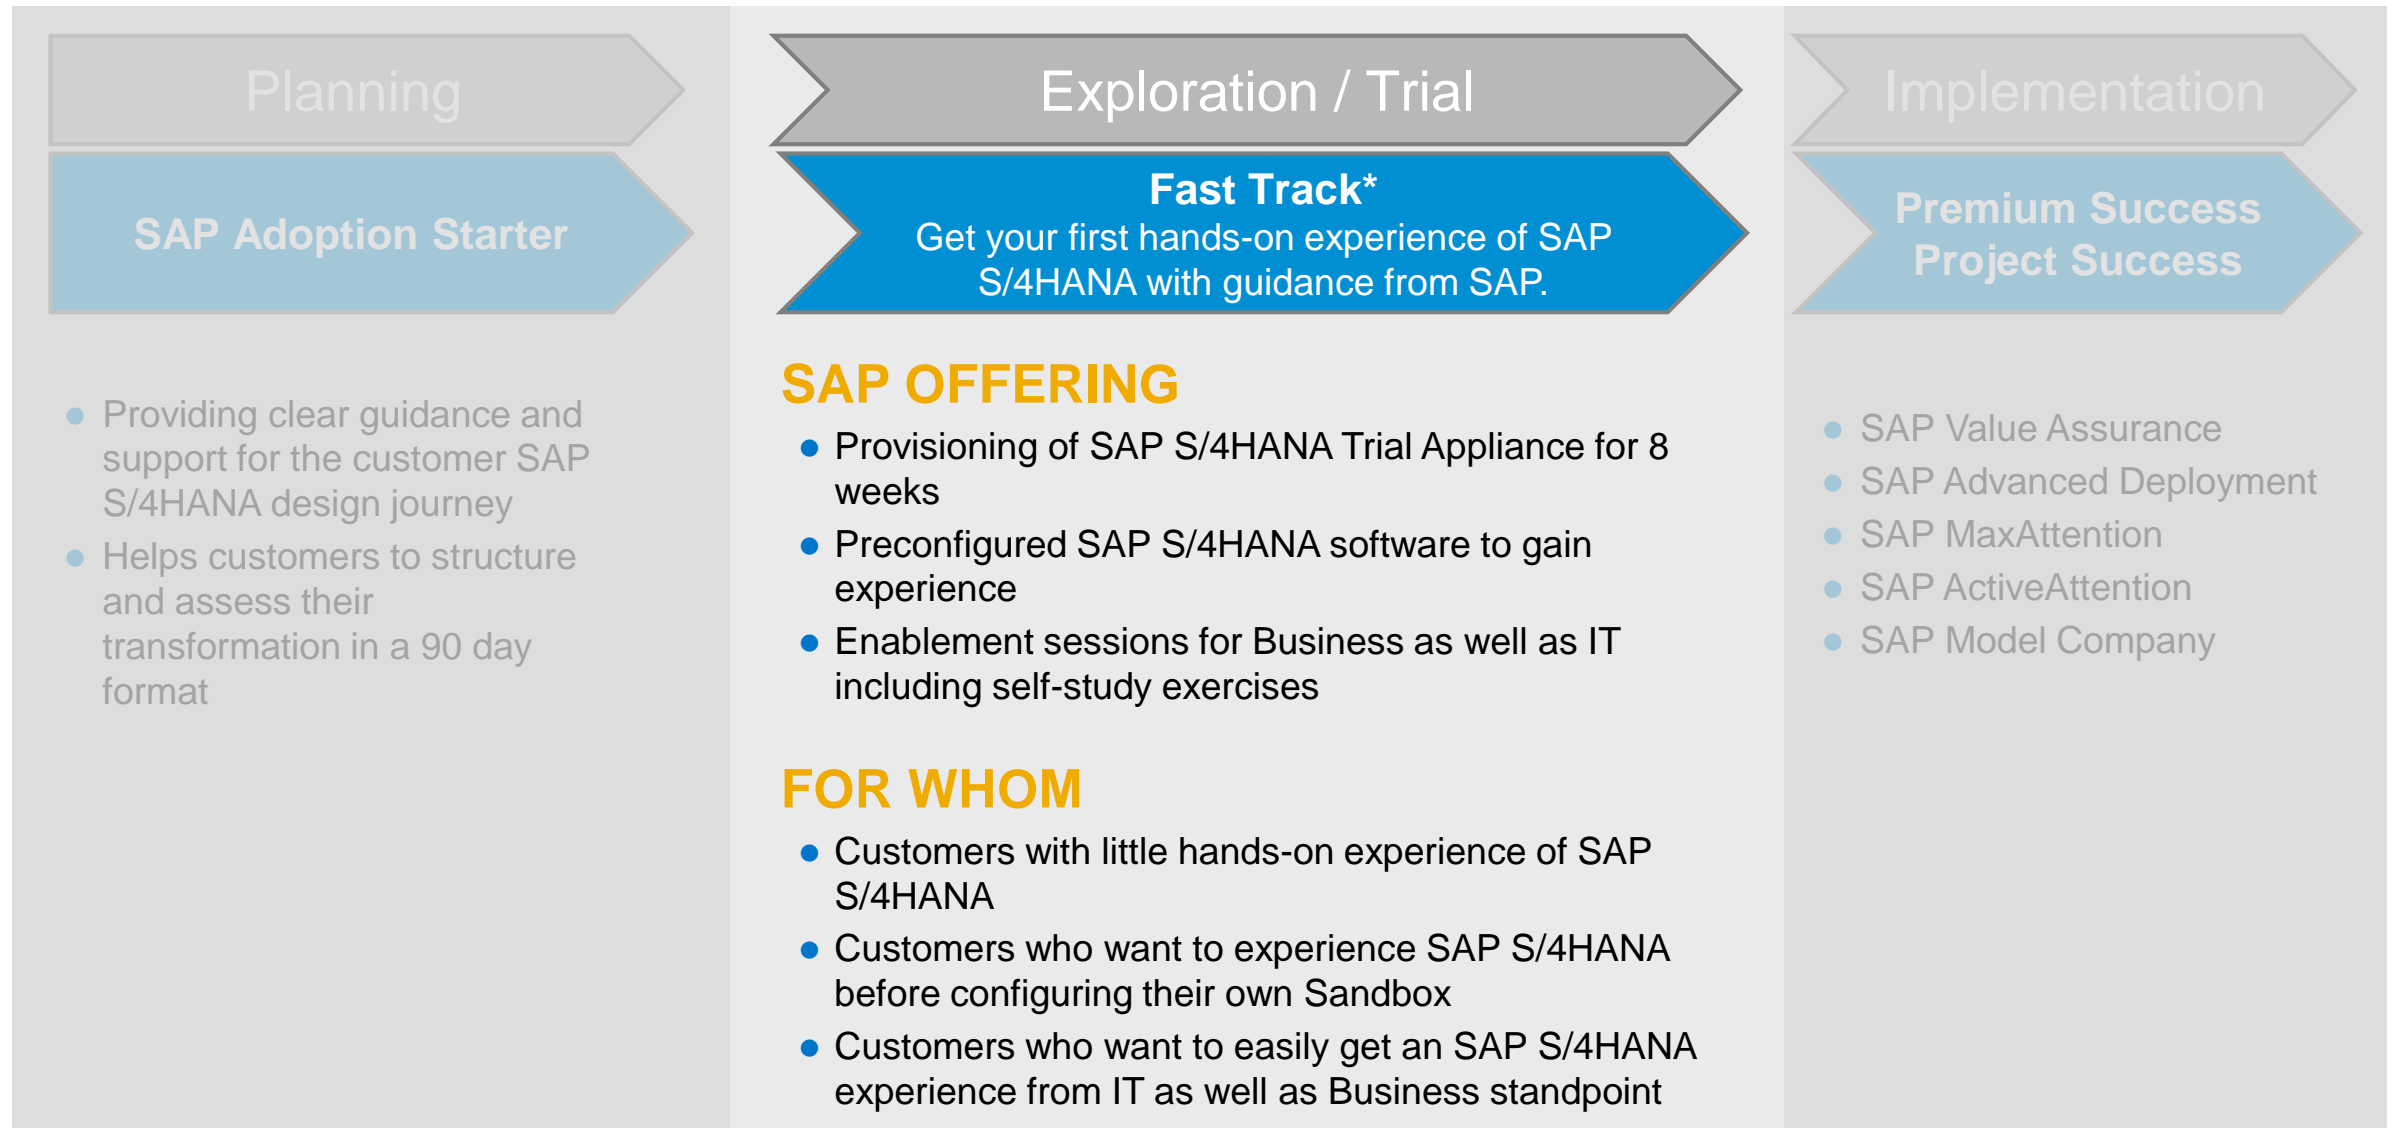 Planning
SAP Adoption Starter
Providing clear guidance and
support for the customer SAP
S/4HANA design journey
Helps customers to structure
and assess their
transformation in a 90 day
format
Exploration / Trial
Fast Track*
Get your first hands-on experience of SAP
S/4HANA with guidance from SAP.
SAP OFFERING
Provisioning of SAP S/4HANA Trial Appliance for 8
weeks
Preconfigured SAP S/4HANA software to gain
experience
Enablement sessions for Business as well as IT
including self-study exercises
FOR WHOM
Customers with little hands-on experience of SAP
S/4HANA
Customers who want to experience SAP S/4HANA
before configuring their own Sandbox
Customers who want to easily get an SAP S/4HANA
experience from IT as well as Business standpoint
Implementation
Premium Success
Project Success
SAP Value Assurance
SAP Advanced Deployment
SAP MaxAttention
SAP ActiveAttention
SAP Model Company